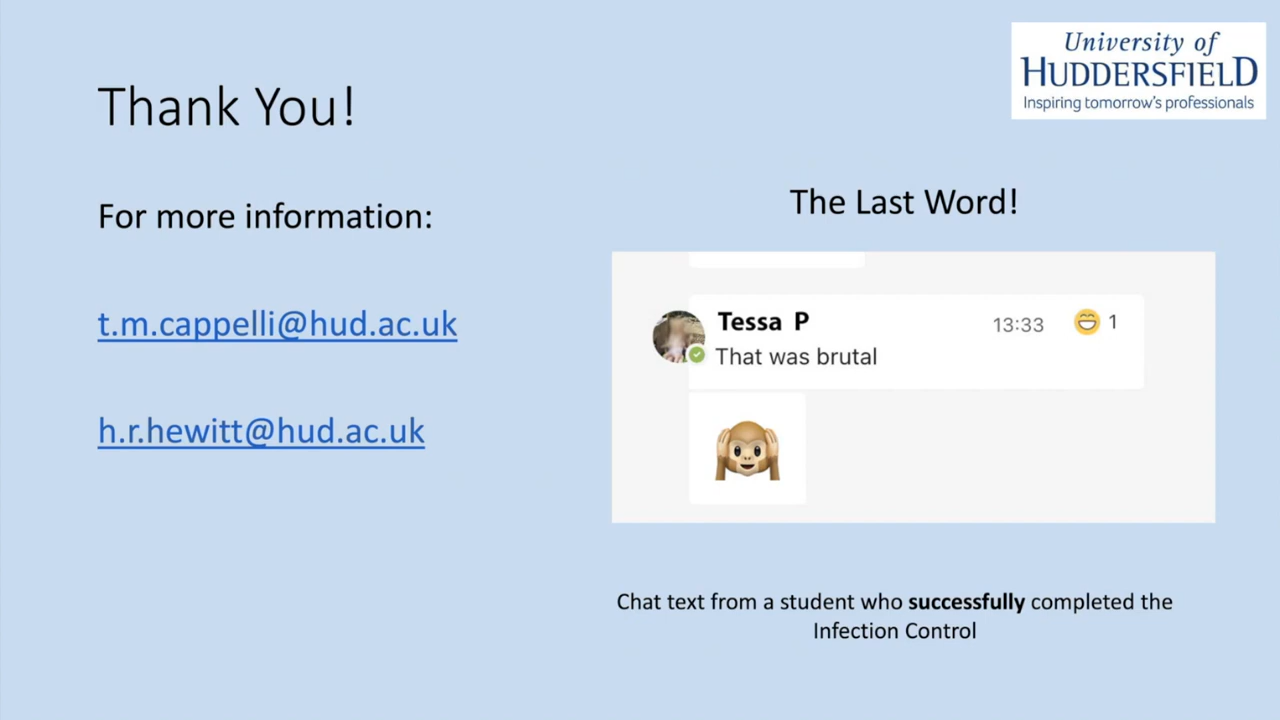 University of
HUDDERSFIELD
Inspiring tomorrow's professionals
Thank You!
For more information:
t.m.cappelli@hud.ac.uk
h.r.hewitt@hud.ac.uk
The Last Word!
Tessa P 13:33 1
That was brutal
Chat text from a student who successfully completed the
Infection Control